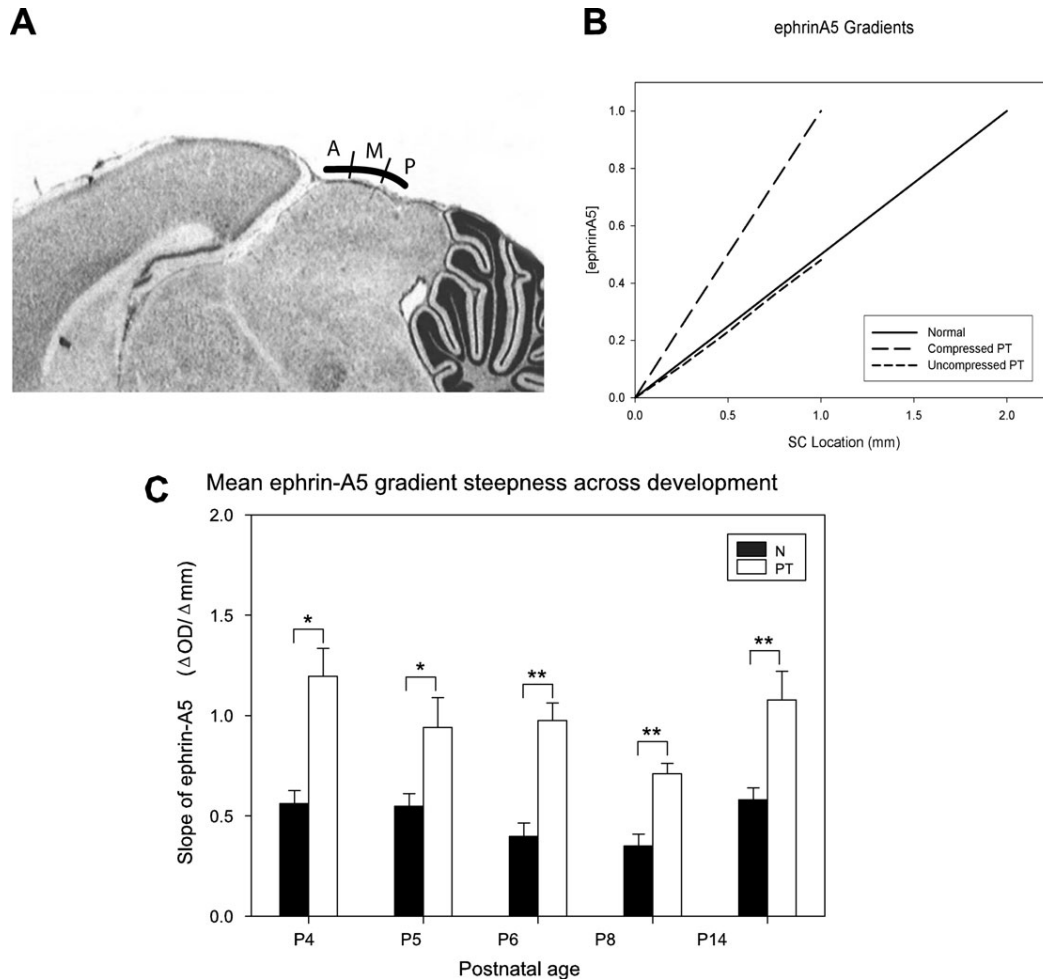 A
A M P
B
ephrinA5 Gradients
[ephrinA5]
1.0
0.8
0.6
0.4
0.2
0.0
0.0 0.5 1.0 1.5 2.0
SC Location (mm)
Normal
Compressed PT
Uncompressed PT
C Mean ephrin-A5 gradient steepness across development
Slope of ephrin-A5 (ΔOD/Δmm)
2.0
1.5
1.0
0.5
0.0
N
PT
* * ** ** **
P4 P5 P6 P8 P14
Postnatal age